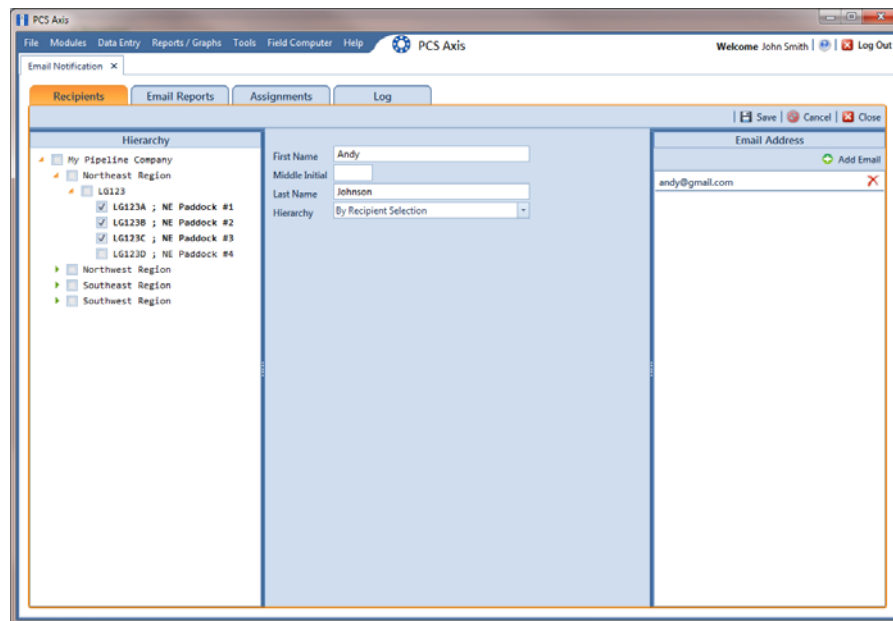 PCS Axis
File Modules Data Entry Reports / Graphs Tools Field Computer Help PCS Axis Welcome John Smith | | Log Out
Email Notification
Recipients Email Reports Assignments Log
| Save | Cancel | Close
Hierarchy
My Pipeline Company
Northeast Region
LG123
LG123A ; NE Paddock #1
LG123B ; NE Paddock #2
LG123C ; NE Paddock #3
LG123D ; NE Paddock #4
Northwest Region
Southeast Region
Southwest Region
First Name Andy
Middle Initial
Last Name Johnson
Hierarchy By Recipient Selection
Email Address
Add Email
andy@gmail.com